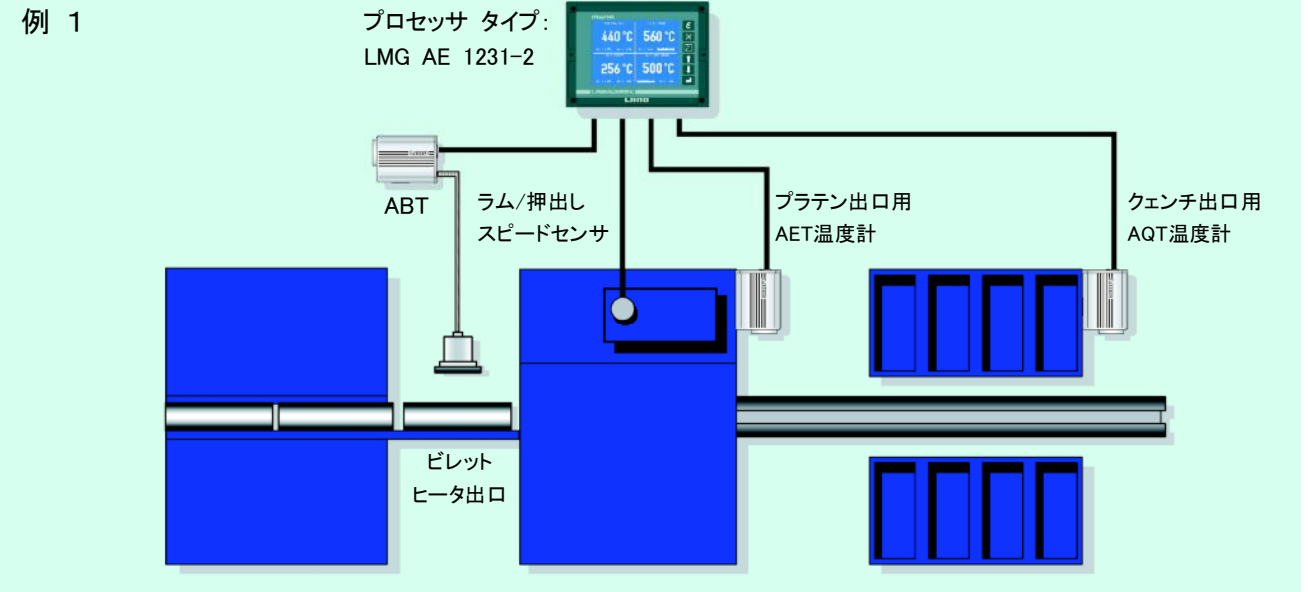 例 1
プロセッサ タイプ:
LMG AE 1231-2
440°C 560°C
256°C 500°C
LAND
ABT
ラム/押出し
スピードセンサ
プラテン出口用
AET温度計
クェンチ出口用
AQT温度計
ビレット
ヒータ出口